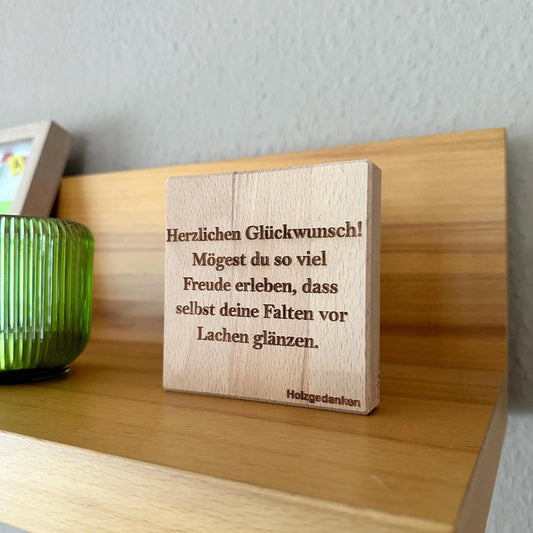 Herzlichen Glückwunsch!
Mögest du so viel
Freude erleben, dass
selbst deine Falten vor
Lachen glänzen.
Holzgedanken